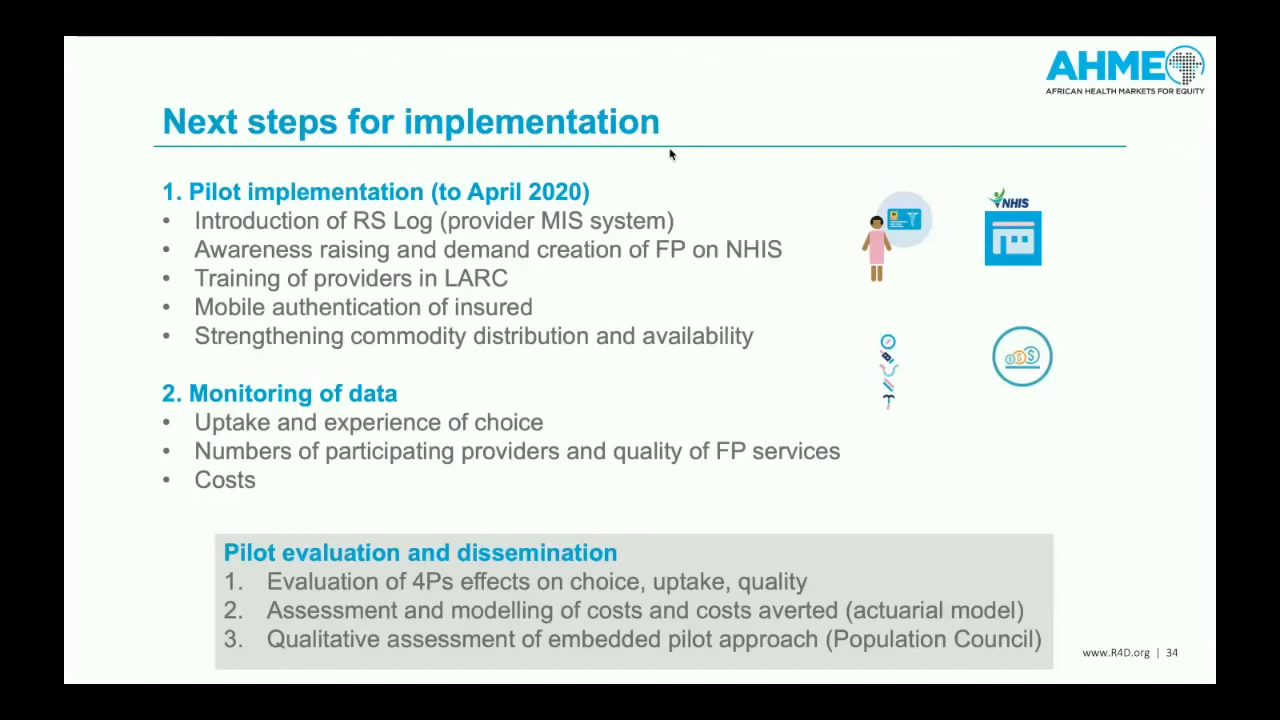 AHME
AFRICAN HEALTH MARKETS FOR EQUITY
Next steps for implementation
1. Pilot implementation (to April 2020)
• Introduction of RS Log (provider MIS system)
• Awareness raising and demand creation of FP on NHIS
• Training of providers in LARC
• Mobile authentication of insured
• Strengthening commodity distribution and availability
NHIS
2. Monitoring of data
• Uptake and experience of choice
• Numbers of participating providers and quality of FP services
• Costs
Pilot evaluation and dissemination
1. Evaluation of 4Ps effects on choice, uptake, quality
2. Assessment and modelling of costs and costs averted (actuarial model)
3. Qualitative assessment of embedded pilot approach (Population Council)
www.R4D.org | 34